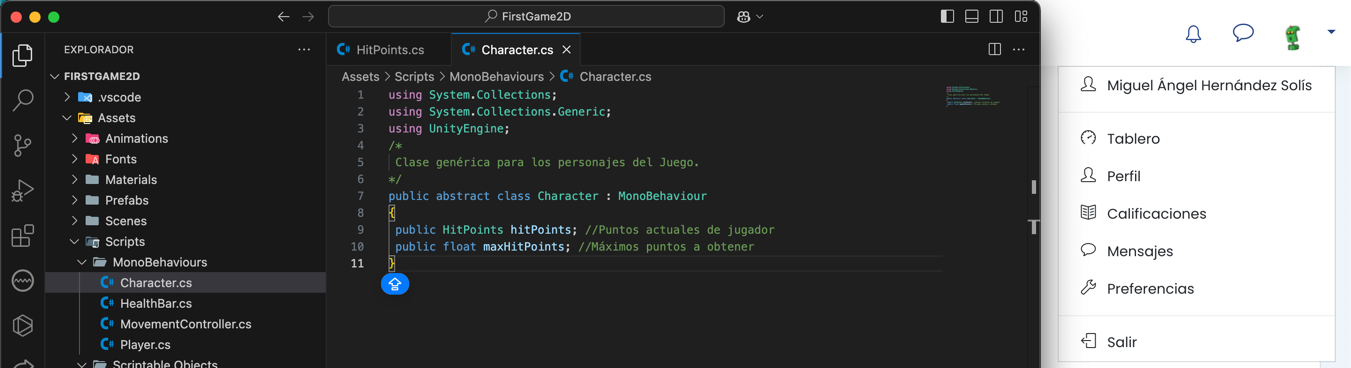 FirstGame2D
EXPLORADOR
FIRSTGAME2D
.vscode
Assets
Animations
Fonts
Materials
Prefabs
Scenes
Scripts
MonoBehaviours
Character.cs
HealthBar.cs
MovementController.cs
Player.cs
Scriptable Objects
HitPoints.cs
Character.cs
Assets > Scripts > MonoBehaviours > Character.cs
1 using System.Collections;
2 using System.Collections.Generic;
3 using UnityEngine;
4 /*
5 Clase genérica para los personajes del Juego.
6 */
7 public abstract class Character : MonoBehaviour
8 {
9 public HitPoints hitPoints; //Puntos actuales de jugador
10 public float maxHitPoints; //Máximos puntos a obtener
11 }
Miguel Ángel Hernández Solís
Tablero
Perfil
Calificaciones
Mensajes
Preferencias
Salir